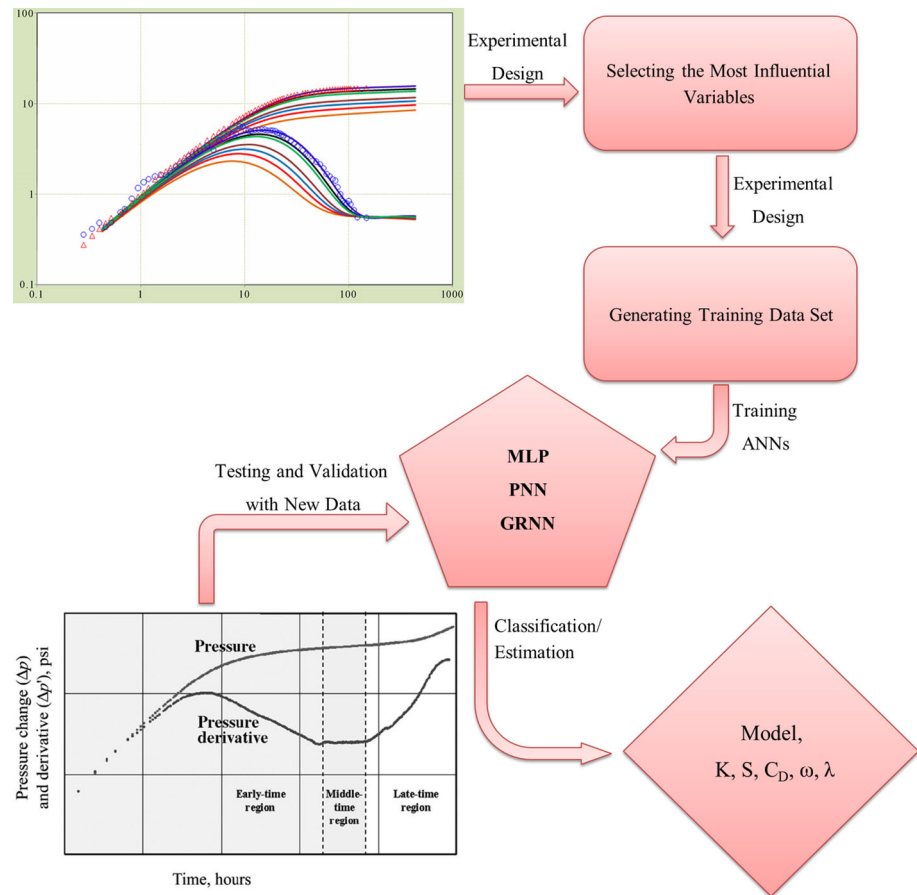 100
10
1
0.1
0.1
1
10
100
1000
Experimental
Design
Selecting the Most Influential
Variables
Experimental
Design
Generating Training Data Set
Training
ANNs
MLP
PNN
GRNN
Testing and Validation
with New Data
Pressure change (Δp)
and derivative (Δp'), psi
Pressure
Pressure
derivative
Early-time
region
Middle-
time
region
Late-time
region
Time, hours
Classification/
Estimation
Model,
K, S, C_D, ω, λ